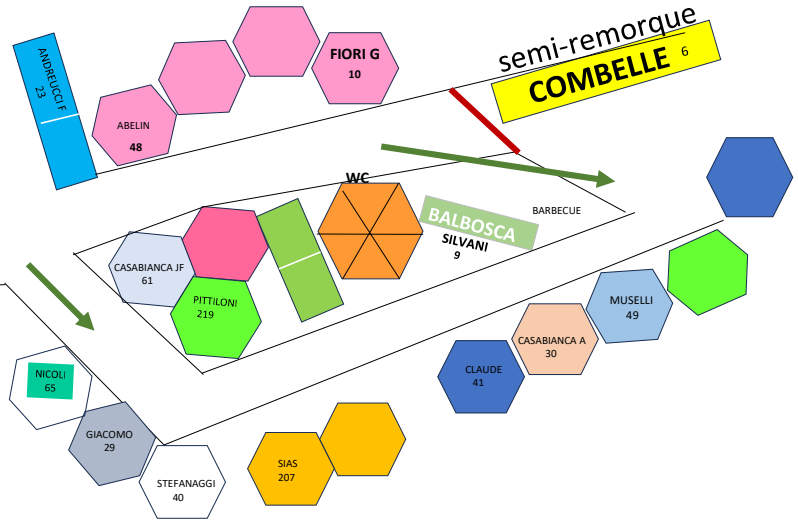 semi-remorque
COMBELLE 6
ANDREUCCI F
23
FIORI G
10
ABELIN
48
WC
BALBOSCA
SILVANI
9
BARBECUE
CASABIANCA JF
61
PITTILONI
219
MUSELLI
49
CASABIANCA A
30
CLAUDE
41
NICOLI
65
GIACOMO
29
STEFANAGGI
40
SIAS
207